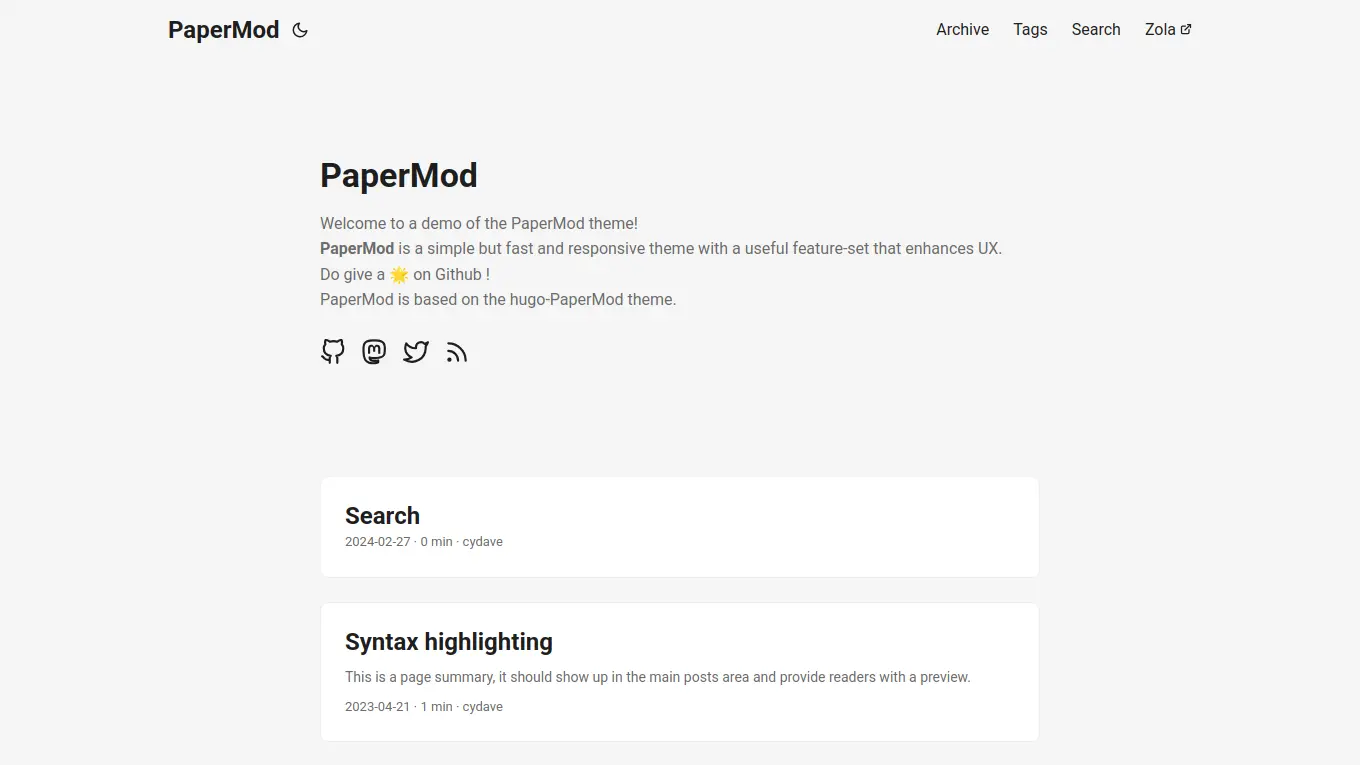 PaperMod
Archive Tags Search Zola
PaperMod
Welcome to a demo of the PaperMod theme!
PaperMod is a simple but fast and responsive theme with a useful feature-set that enhances UX.
Do give a 🌟 on Github !
PaperMod is based on the hugo-PaperMod theme.
Search
2024-02-27 · 0 min · cydave
Syntax highlighting
This is a page summary, it should show up in the main posts area and provide readers with a preview.
2023-04-21 · 1 min · cydave